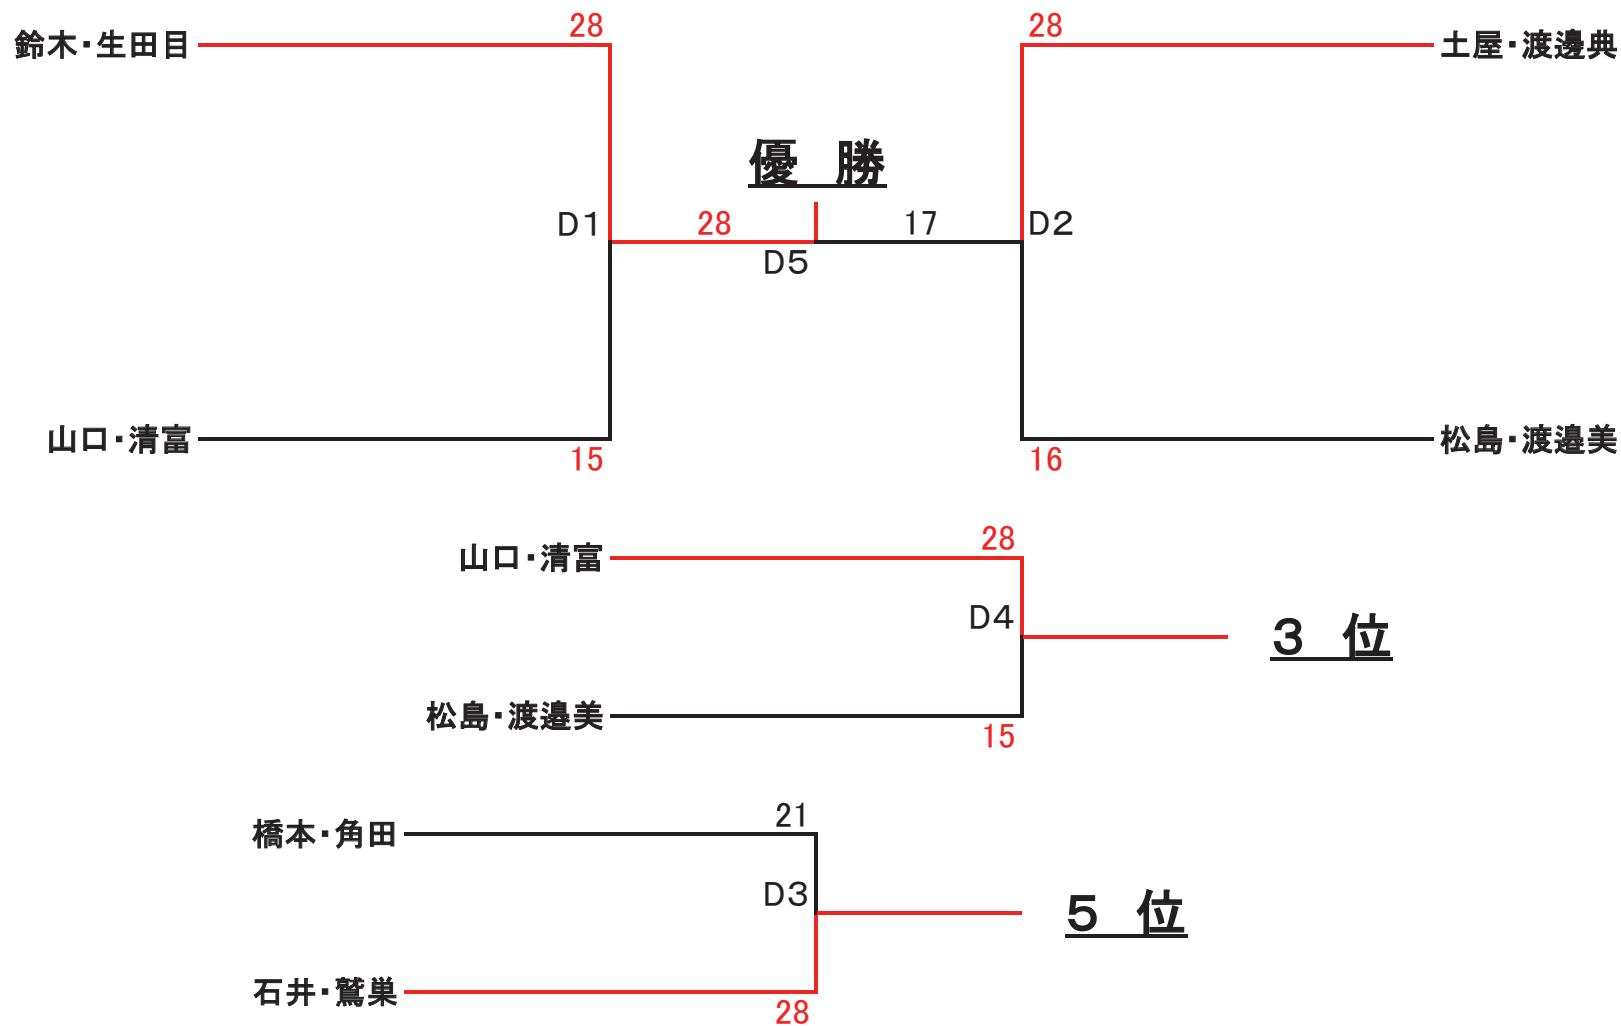 28 28
鈴木・生田目 土屋・渡邊典
優　勝
D1 28 17 D2
D5
山口・清富 松島・渡邉美
15 16
28
山口・清富
D4 3　位
松島・渡邉美
15
21
橋本・角田
D3 5　位
石井・鷲巣
28